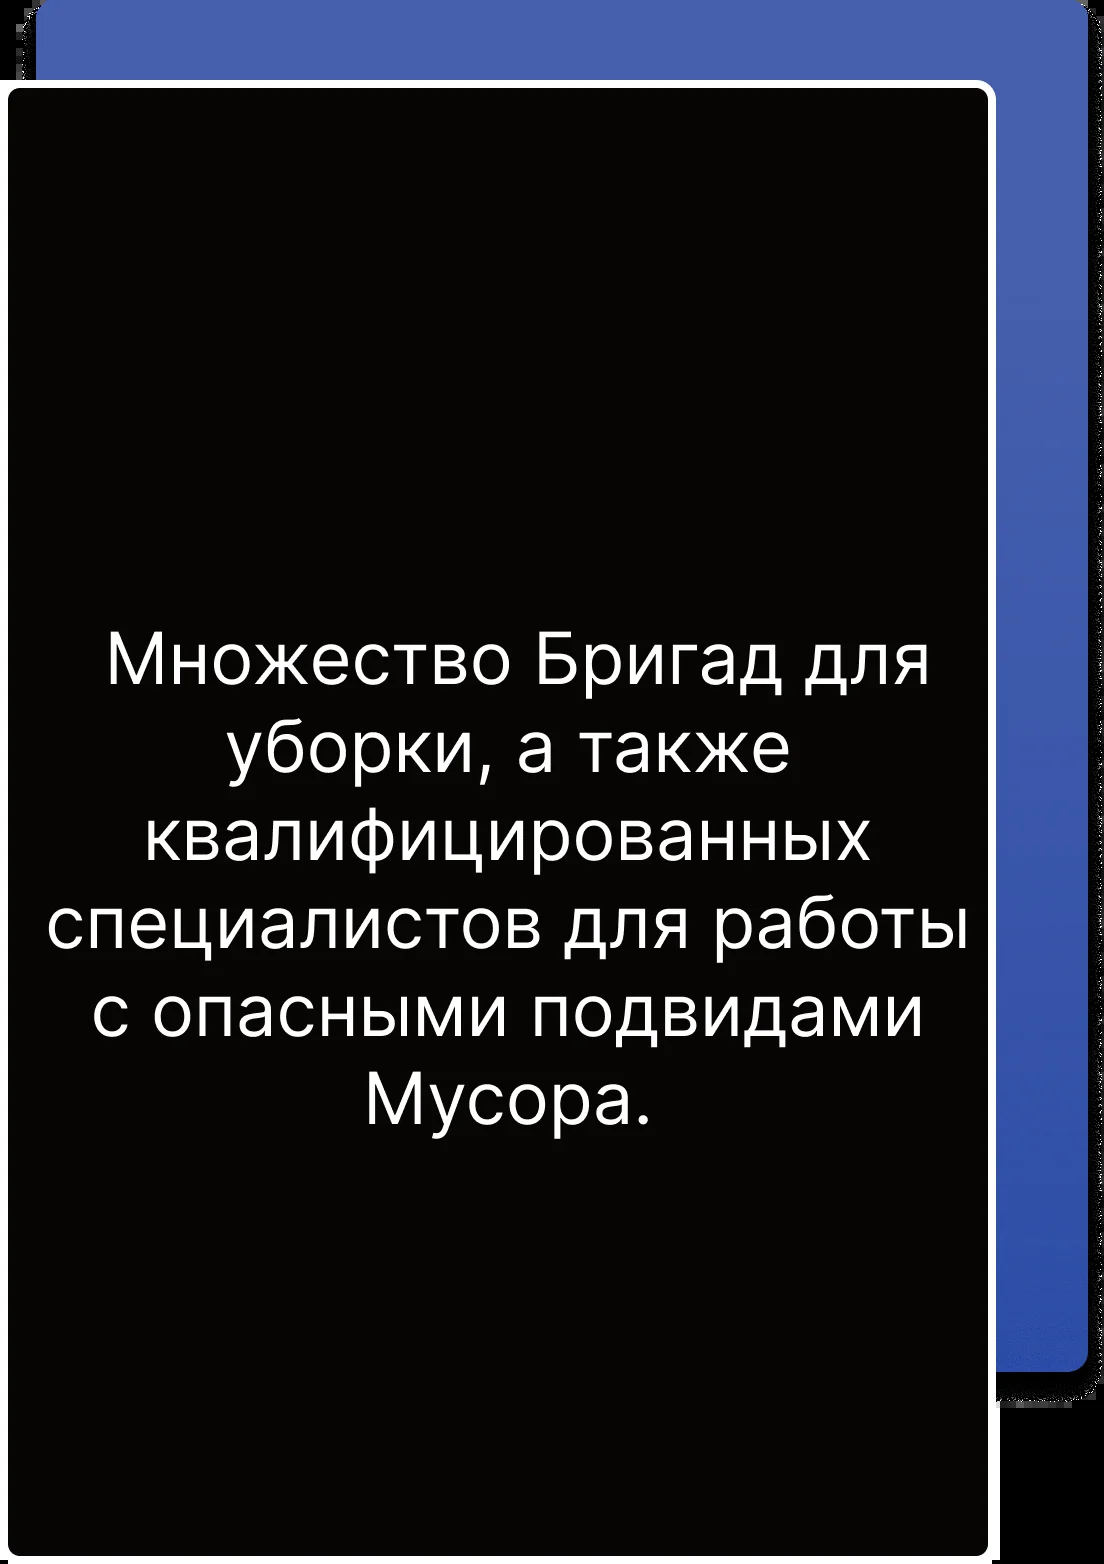 Множество Бригад для
уборки, а также
квалифицированных
специалистов для работы
с опасными подвидами
Мусора.